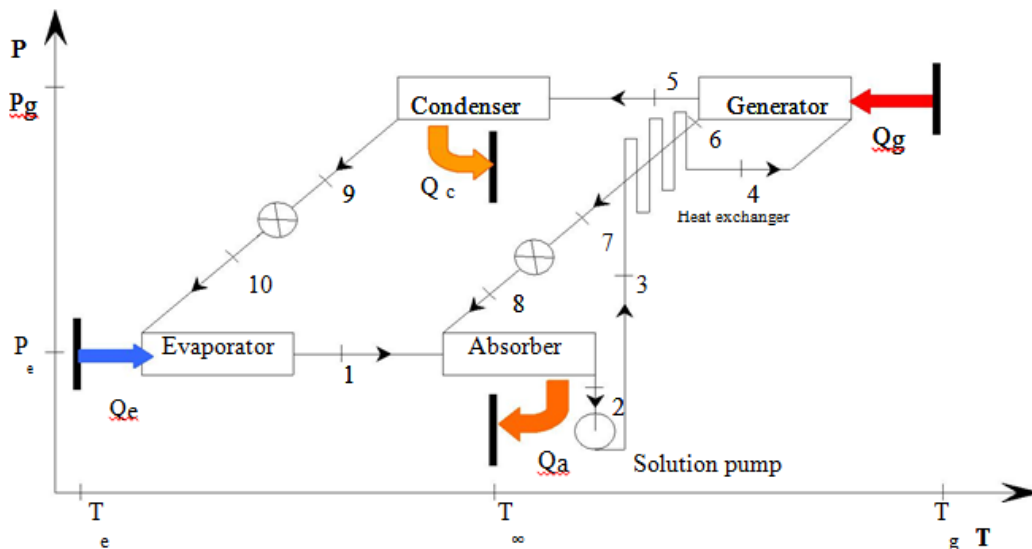 P
Pg
Condenser
5
Generator
Qg
6
Q c
9
4
Heat exchanger
7
10
3
8
P
e
Evaporator
1
Absorber
Qe
2
Qa
Solution pump
T
e
T
∞
T
g
T